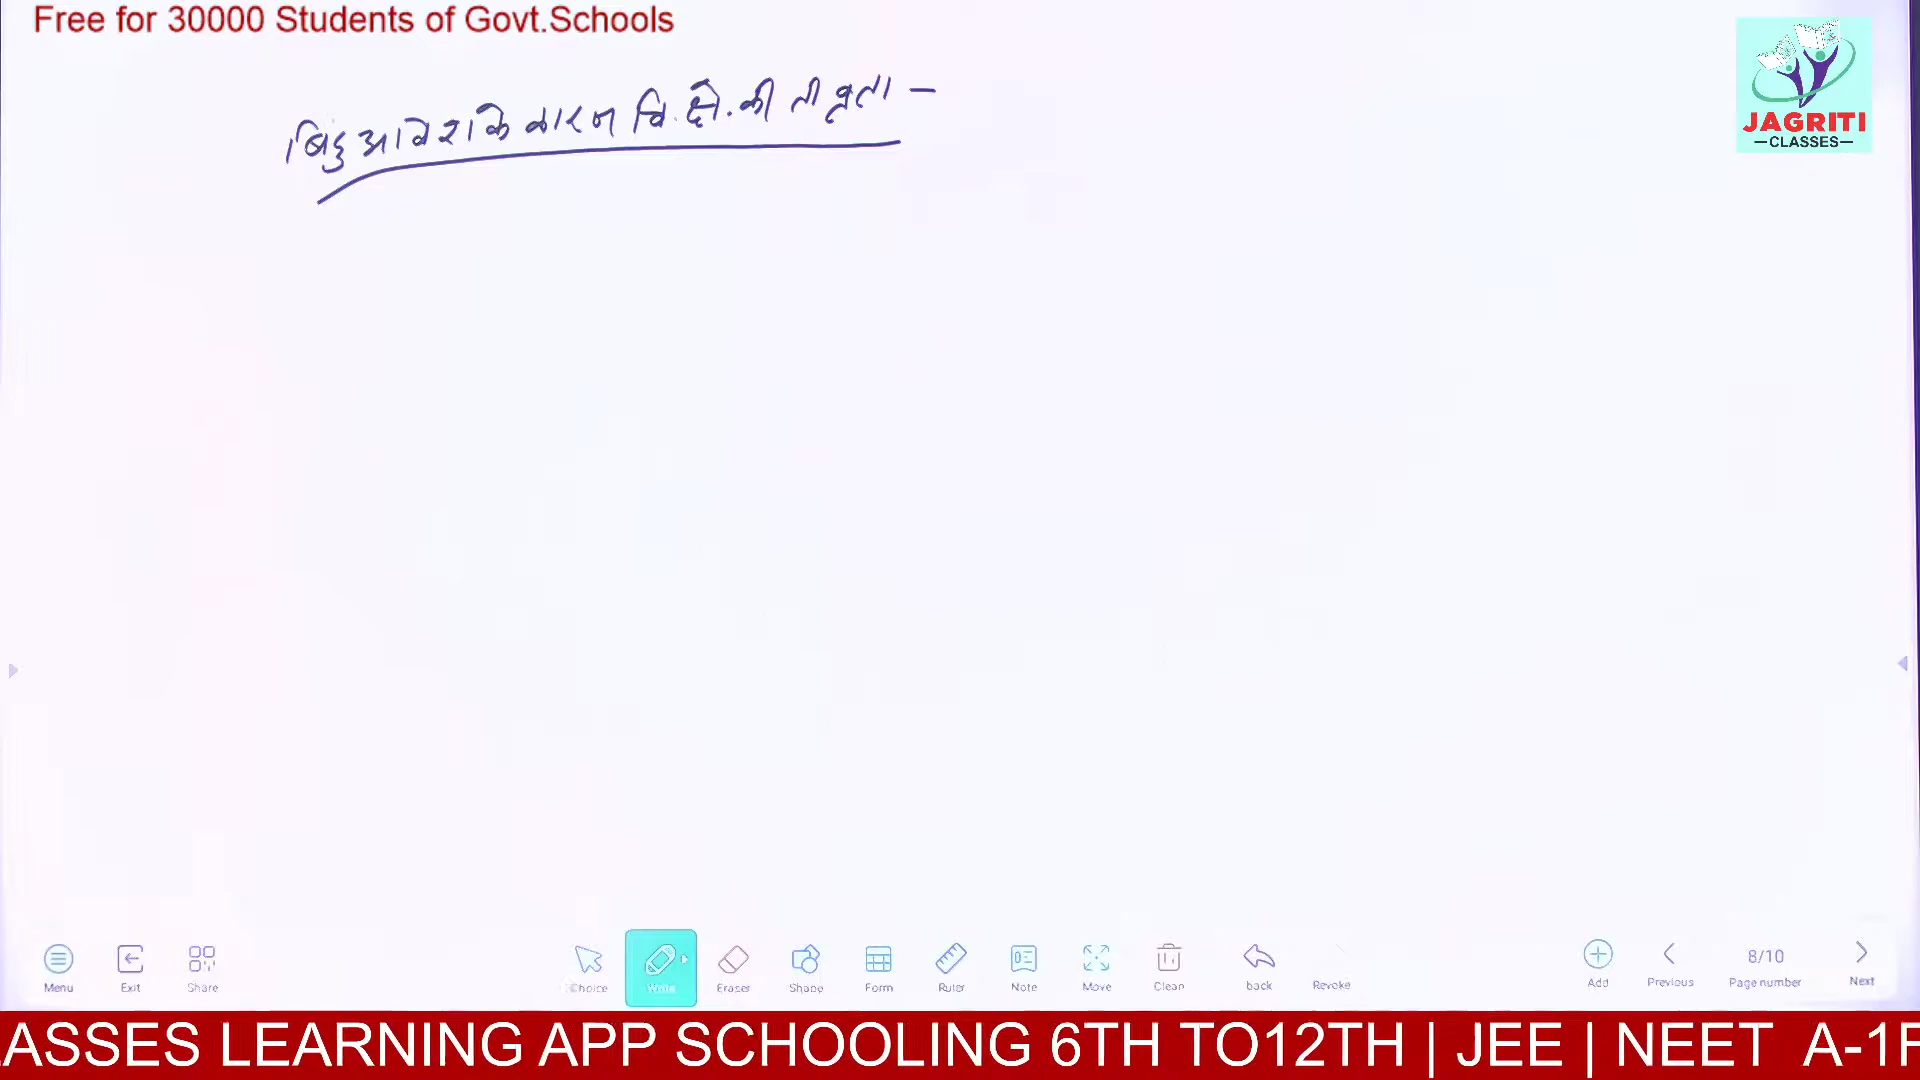 Free for 30000 Students of Govt.Schools
बिंदु आवेश के कारण वि. क्षे. की तीव्रता –
JAGRITI
—CLASSES—
Menu
Exit
Share
Choice
Write
Eraser
Shape
Form
Ruler
Note
Move
Clean
back
Revoke
Add
Previous
8/10
Page number
Next
ASSES LEARNING APP SCHOOLING 6TH TO12TH | JEE | NEET A-1F